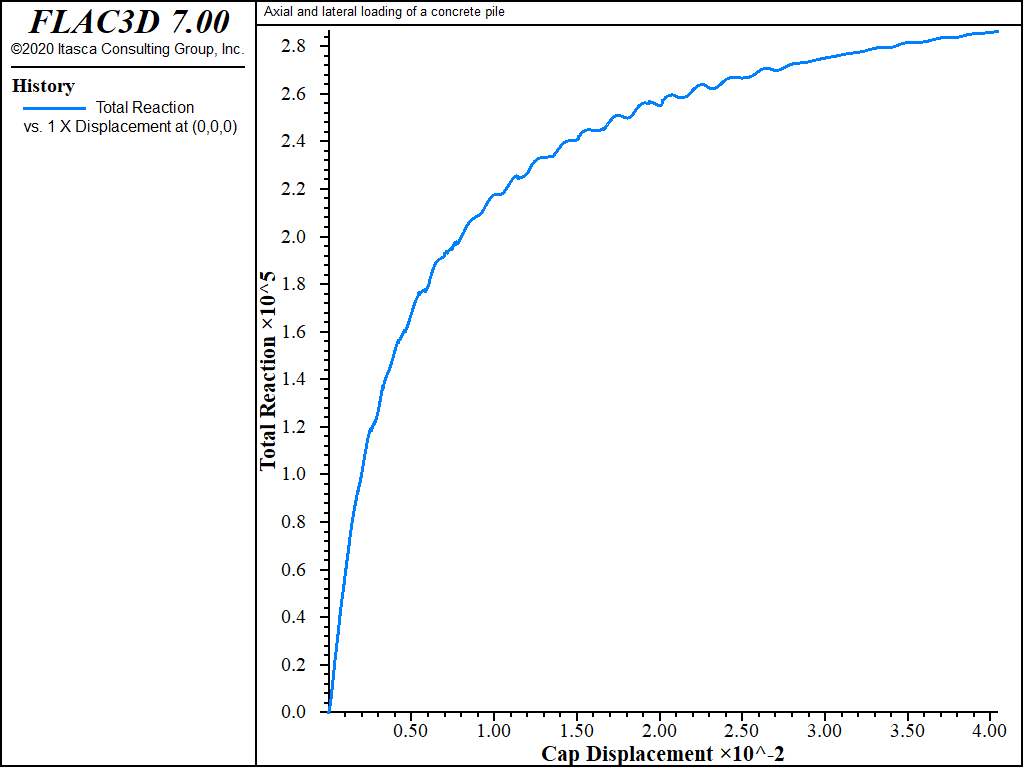 FLAC3D 7.00
©2020 Itasca Consulting Group, Inc.
History
Total Reaction
vs. 1 X Displacement at (0,0,0)
Axial and lateral loading of a concrete pile
2.8
2.6
2.4
2.2
2.0
1.8
1.6
1.4
1.2
1.0
0.8
0.6
0.4
0.2
0.0
Total Reaction ×10^5
0.50 1.00 1.50 2.00 2.50 3.00 3.50 4.00
Cap Displacement ×10^-2